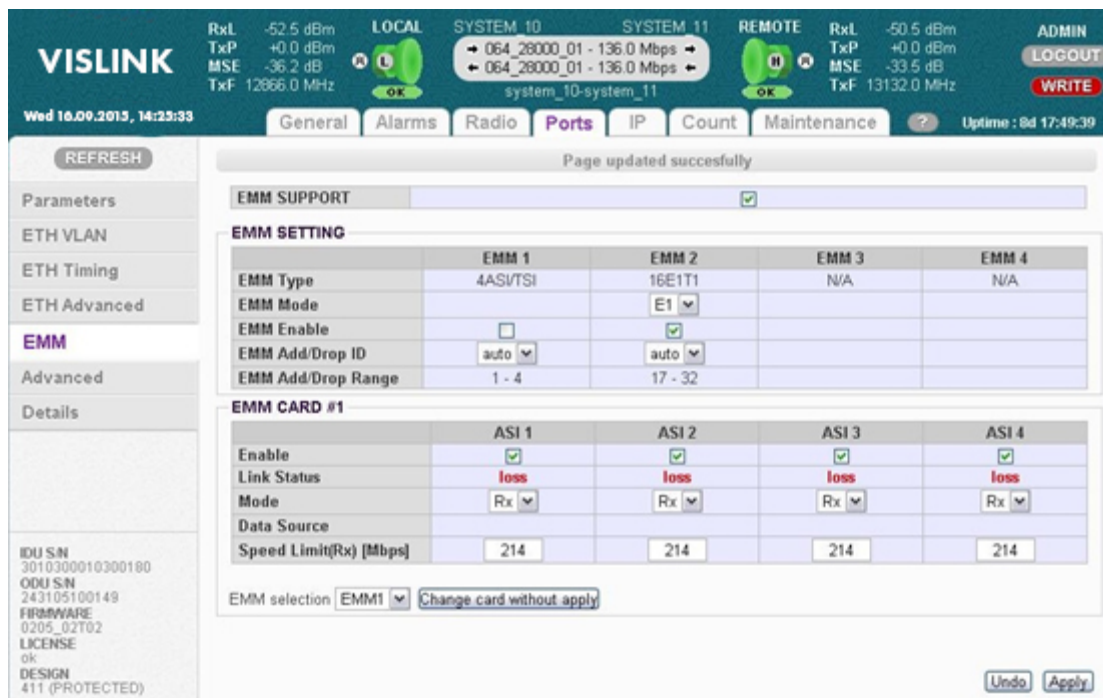 VISLINK
RxL -52.5 dBm
TxP +0.0 dBm
MSE -36.2 dB
TxF 12866.0 MHz
LOCAL
R L
OK
SYSTEM_10 SYSTEM_11
064_28000_01 - 136.0 Mbps
064_28000_01 - 136.0 Mbps
system_10-system_11
REMOTE
H R
OK
RxL -50.5 dBm
TxP +0.0 dBm
MSE -33.5 dB
TxF 13132.0 MHz
ADMIN
LOGOUT
WRITE
Wed 16.09.2015, 14:25:33
General Alarms Radio Ports IP Count Maintenance ?
Uptime : 8d 17:49:39
REFRESH
Parameters
ETH VLAN
ETH Timing
ETH Advanced
EMM
Advanced
Details
IDU S/N
3010300010300180
ODU S/N
243105100149
FIRMWARE
0205_02T02
LICENSE
ok
DESIGN
411 (PROTECTED)
Page updated succesfully
EMM SUPPORT
EMM SETTING
EMM 1 EMM 2 EMM 3 EMM 4
EMM Type 4ASI/TSI 16E1T1 N/A N/A
EMM Mode E1
EMM Enable
EMM Add/Drop ID auto auto
EMM Add/Drop Range 1 - 4 17 - 32
EMM CARD #1
ASI 1 ASI 2 ASI 3 ASI 4
Enable
Link Status loss loss loss loss
Mode Rx Rx Rx Rx
Data Source
Speed Limit(Rx) [Mbps] 214 214 214 214
EMM selection EMM1 Change card without apply
Undo Apply